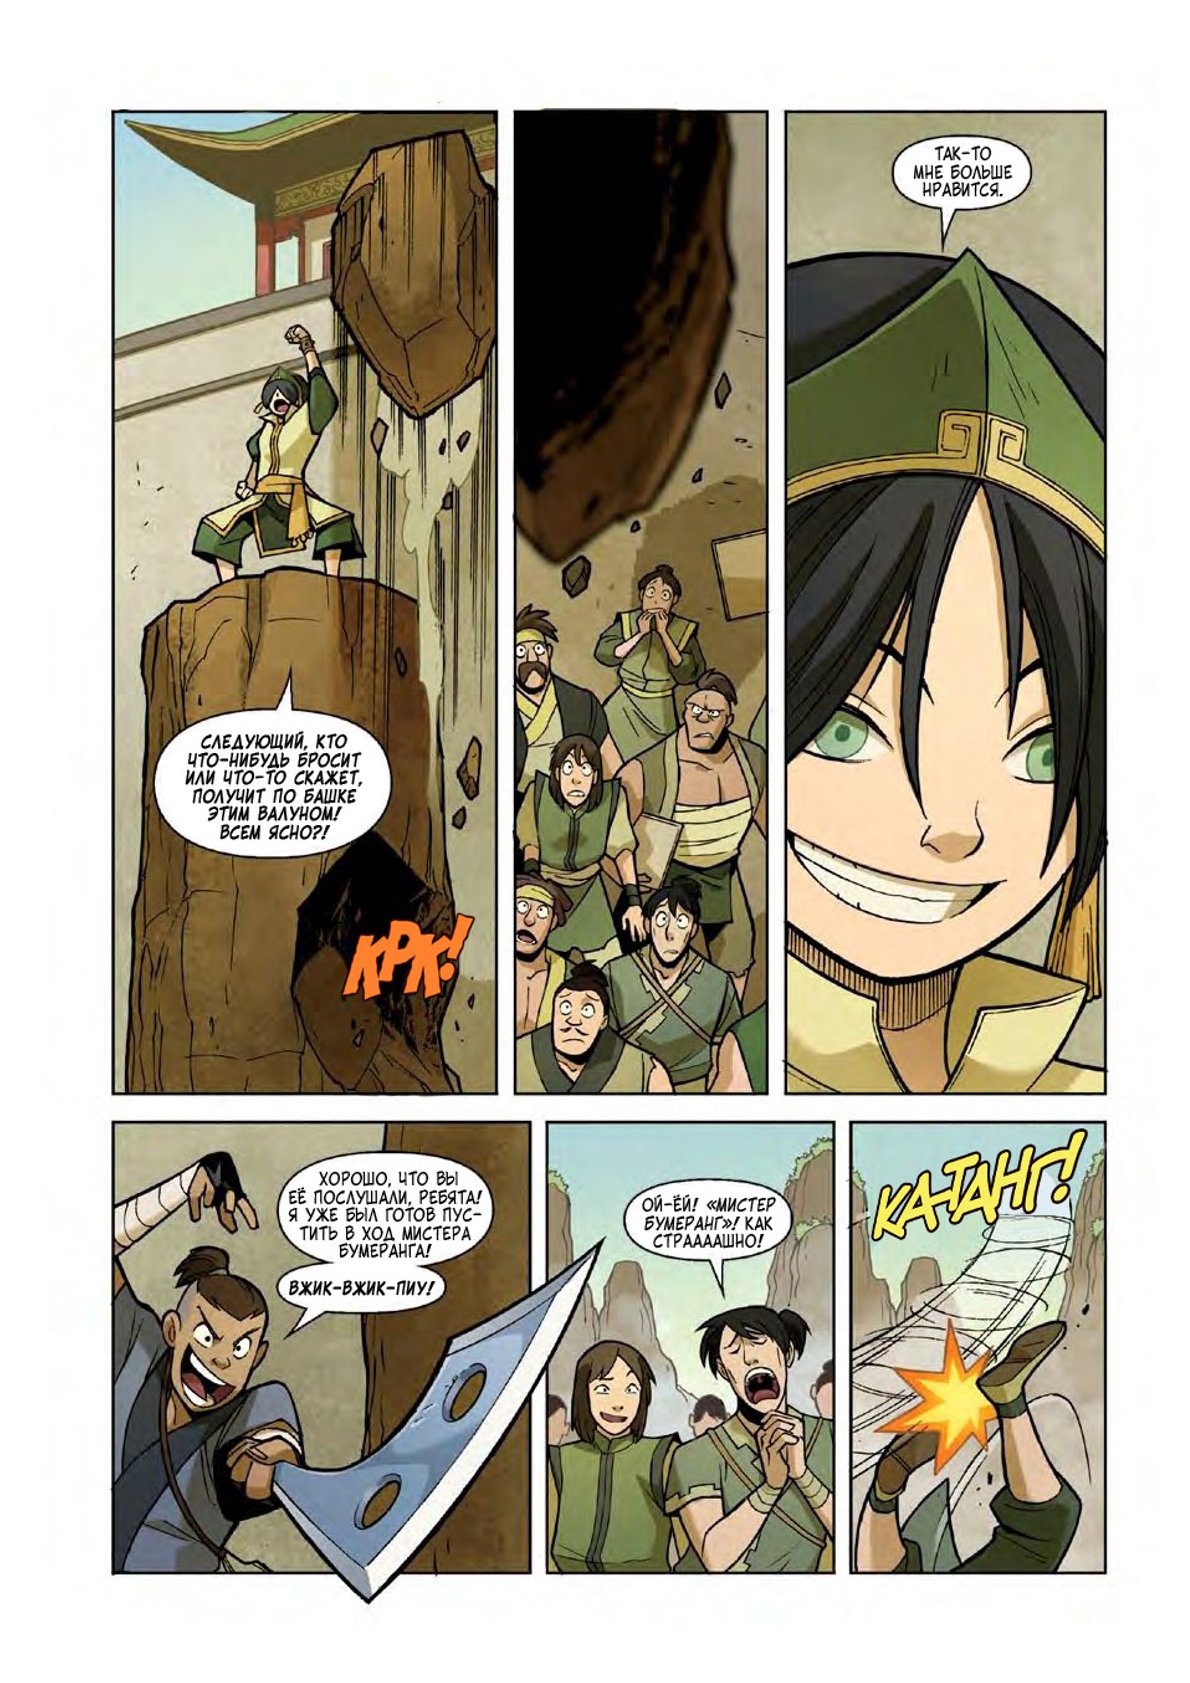 СЛЕДУЮЩИЙ, КТО
ЧТО-НИБУДЬ БРОСИТ
ИЛИ ЧТО-ТО СКАЖЕТ,
ПОЛУЧИТ ПО БАШКЕ
ЭТИМ ВАЛУНОМ!
ВСЕМ ЯСНО?!
КРК!
ТАК-ТО
МНЕ БОЛЬШЕ
НРАВИТСЯ.
ХОРОШО, ЧТО ВЫ
ЕЁ ПОСЛУШАЛИ, РЕБЯТА!
Я УЖЕ БЫЛ ГОТОВ ПУС-
ТИТЬ В ХОД МИСТЕРА
БУМЕРАНГА!
ВЖИК-ВЖИК-ПИУ!
ОЙ-ЁЙ! «МИСТЕР
БУМЕРАНГ»! КАК
СТРААААШНО!
КА-ТАНГ!